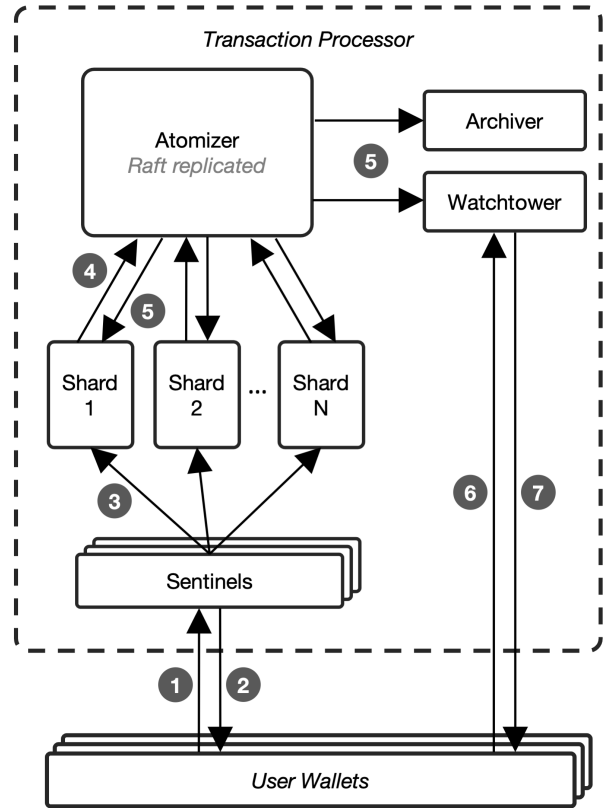 Transaction Processor
Atomizer
Raft replicated
Archiver
5
Watchtower
4
5
Shard
1
Shard
2
...
Shard
N
3
6
7
Sentinels
1
2
User Wallets